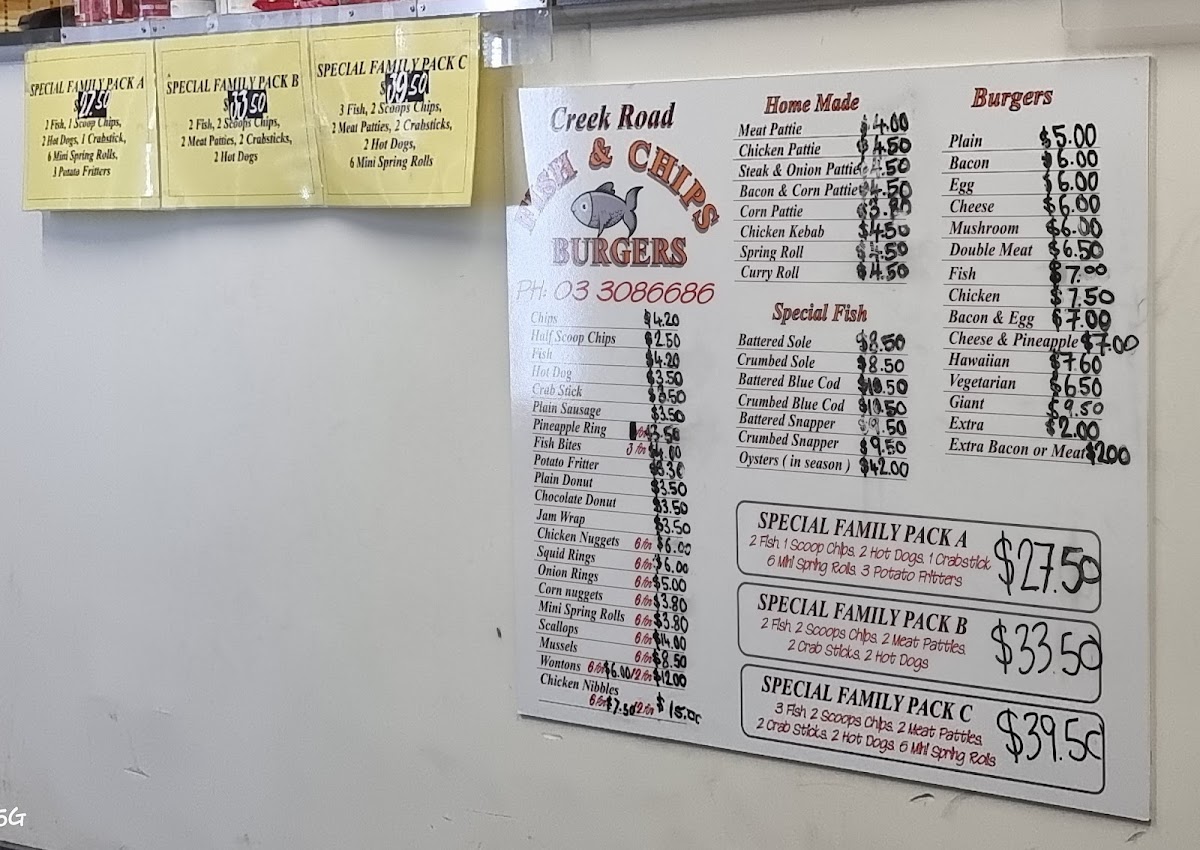 SPECIAL FAMILY PACK A
$27.50
2 Fish, 1 Scoop Chips,
2 Hot Dogs, 1 Crabstick,
6 Mini Spring Rolls,
3 Potato Fritters
SPECIAL FAMILY PACK B
$33.50
2 Fish, 2 Scoops Chips,
2 Meat Patties, 2 Crabsticks,
2 Hot Dogs
SPECIAL FAMILY PACK C
$39.50
3 Fish, 2 Scoops Chips,
2 Meat Patties, 2 Crabsticks,
2 Hot Dogs,
6 Mini Spring Rolls
Creek Road
FISH & CHIPS
BURGERS
PH: 03 3086686
Chips $4.20
Half Scoop Chips $2.50
Fish $4.20
Hot Dog $3.50
Crab Stick $3.50
Plain Sausage $3.50
Pineapple Ring $3.50
Fish Bites 3 for $4.00
Potato Fritter
Plain Donut $3.50
Chocolate Donut $3.50
Jam Wrap $3.50
Chicken Nuggets 6 for $6.00
Squid Rings 6 for $6.00
Onion Rings 6 for $5.00
Corn nuggets 6 for $3.80
Mini Spring Rolls 6 for $3.80
Scallops 6 for $14.00
Mussels 6 for $8.50
Wontons 6 for $6.00/12 for $12.00
Chicken Nibbles
6 for $7.50 12 for $15.00
Home Made
Meat Pattie $4.00
Chicken Pattie $4.50
Steak & Onion Pattie $4.50
Bacon & Corn Pattie $4.50
Corn Pattie
Chicken Kebab $4.50
Spring Roll $4.50
Curry Roll $4.50
Special Fish
Battered Sole $8.50
Crumbed Sole $8.50
Battered Blue Cod $10.50
Crumbed Blue Cod $10.50
Battered Snapper $9.50
Crumbed Snapper $9.50
Oysters ( in season ) $42.00
Burgers
Plain $5.00
Bacon $6.00
Egg $6.00
Cheese $6.00
Mushroom $6.00
Double Meat $6.50
Fish $7.00
Chicken $7.50
Bacon & Egg $7.00
Cheese & Pineapple $7.00
Hawaiian $7.60
Vegetarian $6.50
Giant $9.50
Extra $2.00
Extra Bacon or Meat $2.00
SPECIAL FAMILY PACK A
2 Fish, 1 Scoop Chips, 2 Hot Dogs, 1 Crabstick
6 Mini Spring Rolls, 3 Potato Fritters
$27.50
SPECIAL FAMILY PACK B
2 Fish, 2 Scoops Chips, 2 Meat Patties,
2 Crab Sticks, 2 Hot Dogs
$33.50
SPECIAL FAMILY PACK C
3 Fish, 2 Scoops Chips, 2 Meat Patties,
2 Crab Sticks, 2 Hot Dogs, 6 Mini Spring Rolls
$39.50
5G